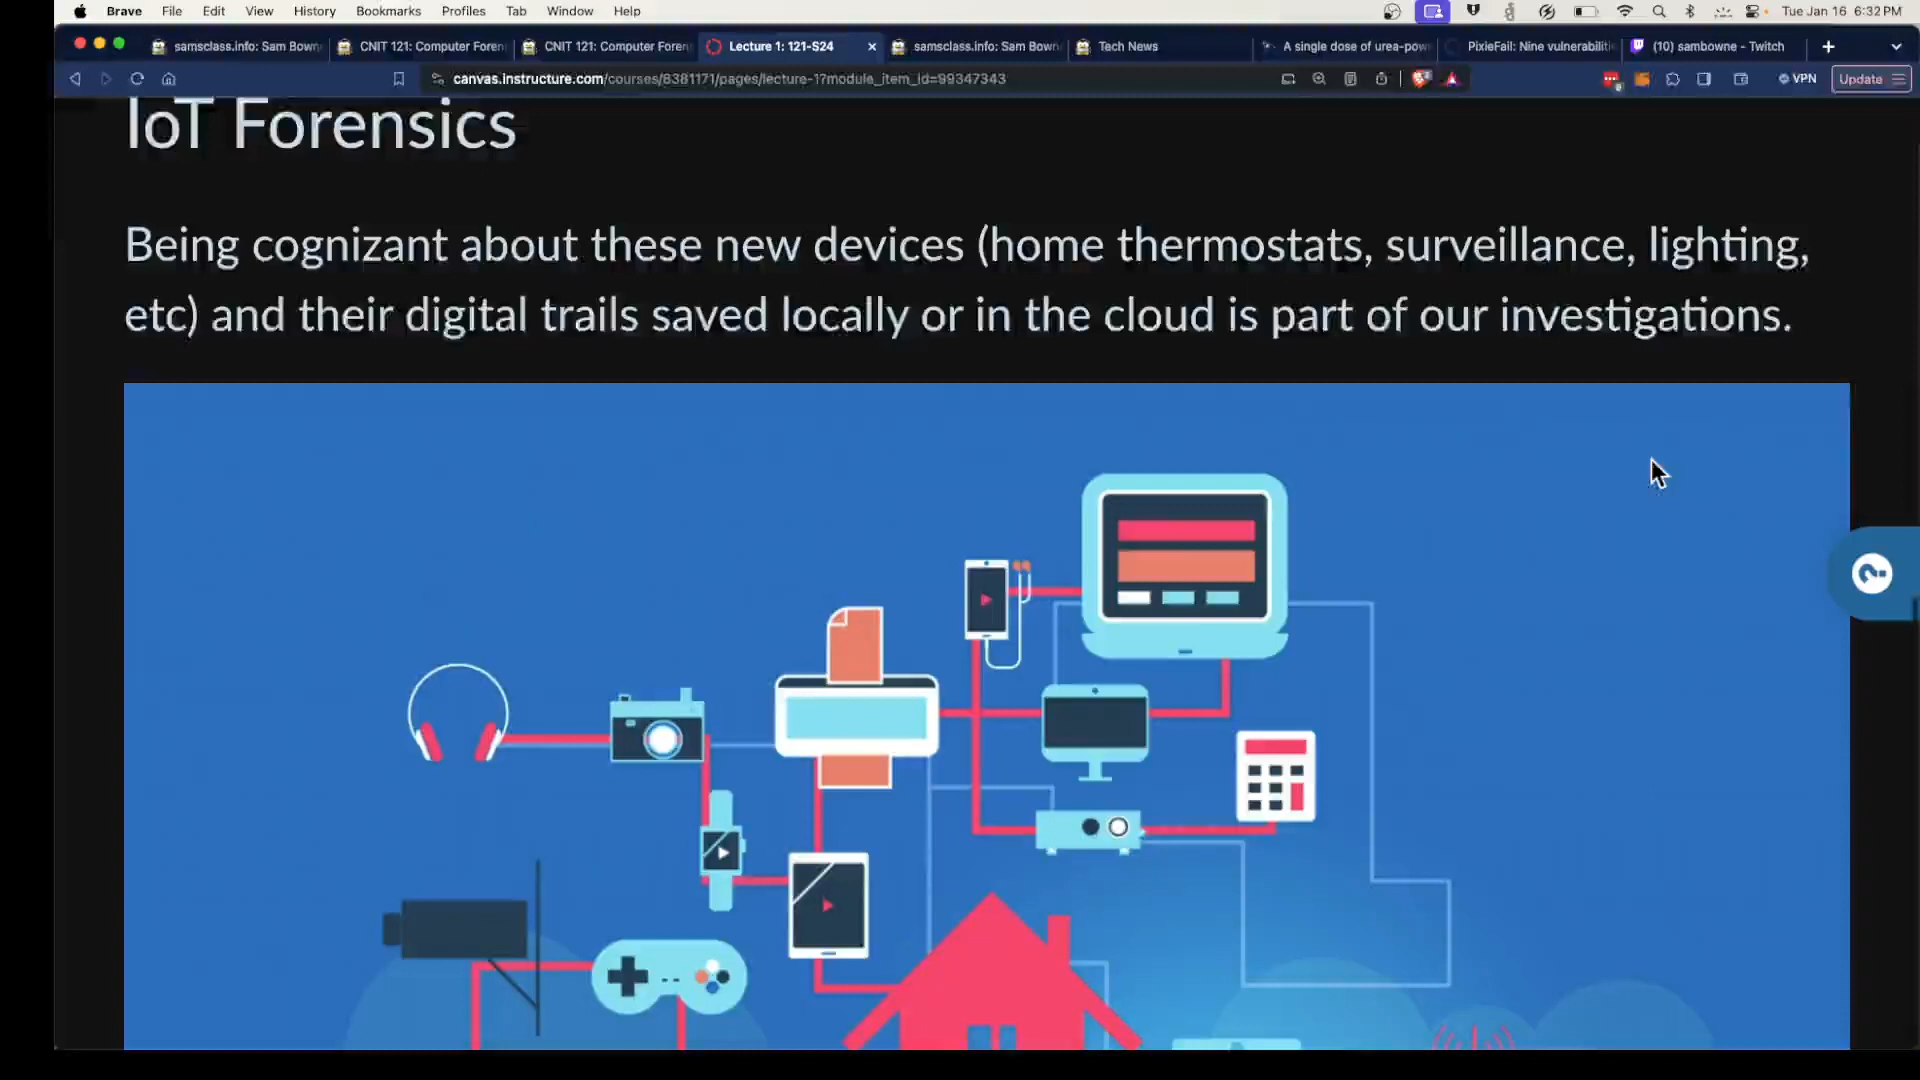 Brave File Edit View History Bookmarks Profiles Tab Window Help Tue Jan 16 6:32 PM
samsclass.info: Sam Bown CNIT 121: Computer Foren CNIT 121: Computer Foren Lecture 1: 121-S24 samsclass.info: Sam Bown Tech News A single dose of urea-pow PixieFail: Nine vulnerabiliti (10) sambowne - Twitch
canvas.instructure.com/courses/8381171/pages/lecture-1?module_item_id=99347343 VPN Update
IoT Forensics
Being cognizant about these new devices (home thermostats, surveillance, lighting,
etc) and their digital trails saved locally or in the cloud is part of our investigations.